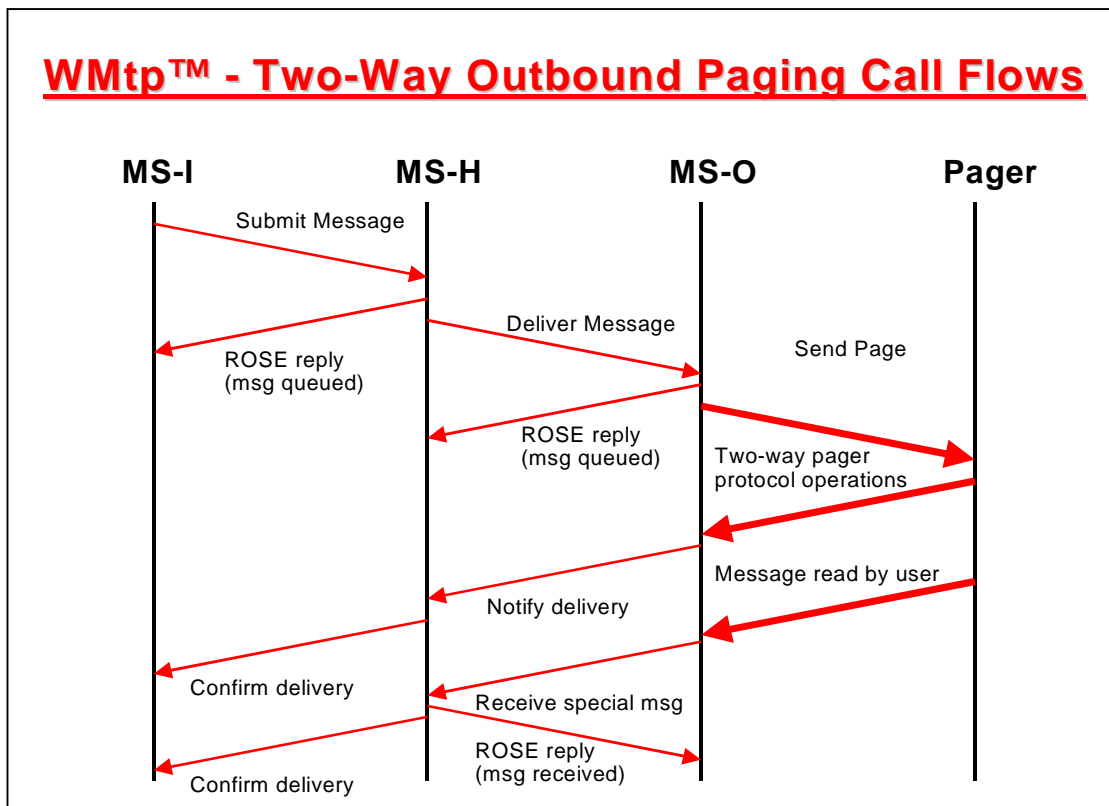 WMtp™ - Two-Way Outbound Paging Call Flows
MS-I
MS-H
MS-O
Pager
Submit Message
Deliver Message
Send Page
ROSE reply
(msg queued)
ROSE reply
(msg queued)
Two-way pager
protocol operations
Message read by user
Notify delivery
Confirm delivery
Receive special msg
ROSE reply
(msg received)
Confirm delivery